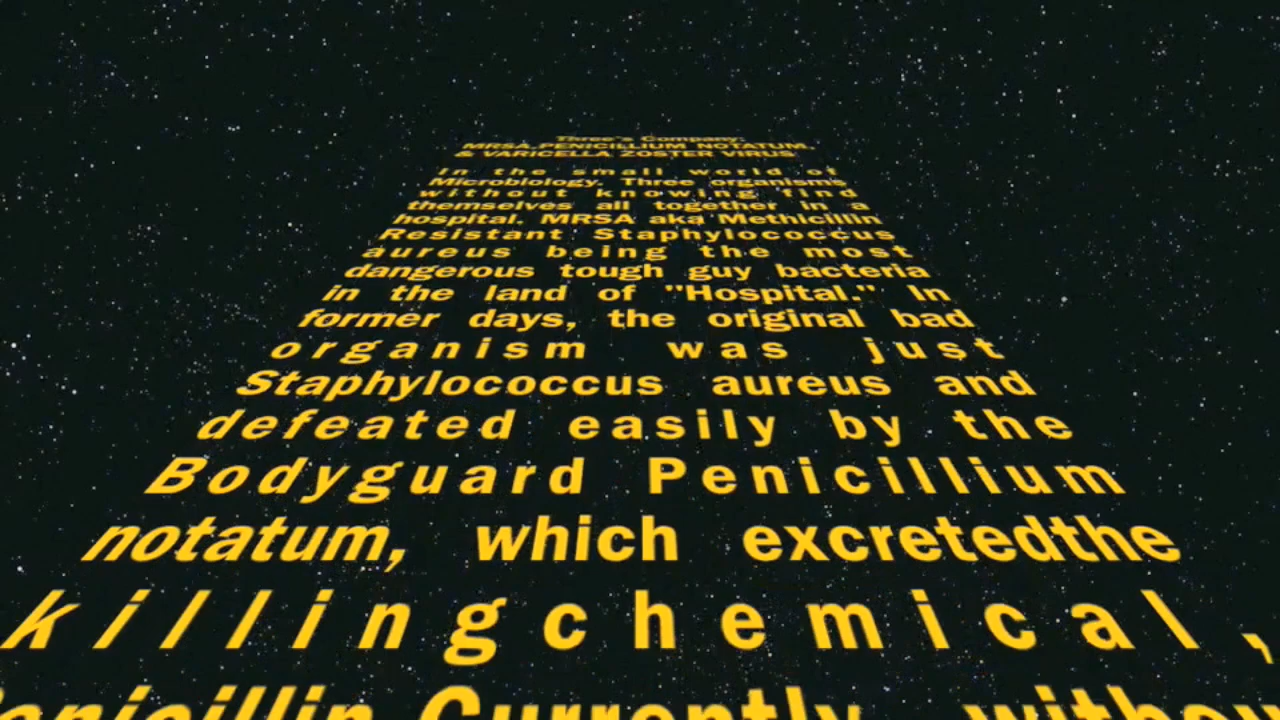 Three's Company:
MRSA,PENICILLIUM NOTATUM
& VARICELLA ZOSTER VIRUS
In the small world of
Microbiology. Three organisms
without knowing find
themselves all together in a
hospital. MRSA aka Methicillin
Resistant Staphylococcus
aureus being the most
dangerous tough guy bacteria
in the land of "Hospital." In
former days, the original bad
organism was just
Staphylococcus aureus and
defeated easily by the
Bodyguard Penicillium
notatum, which excretedthe
killingchemical,
Penicillin.Currently, without